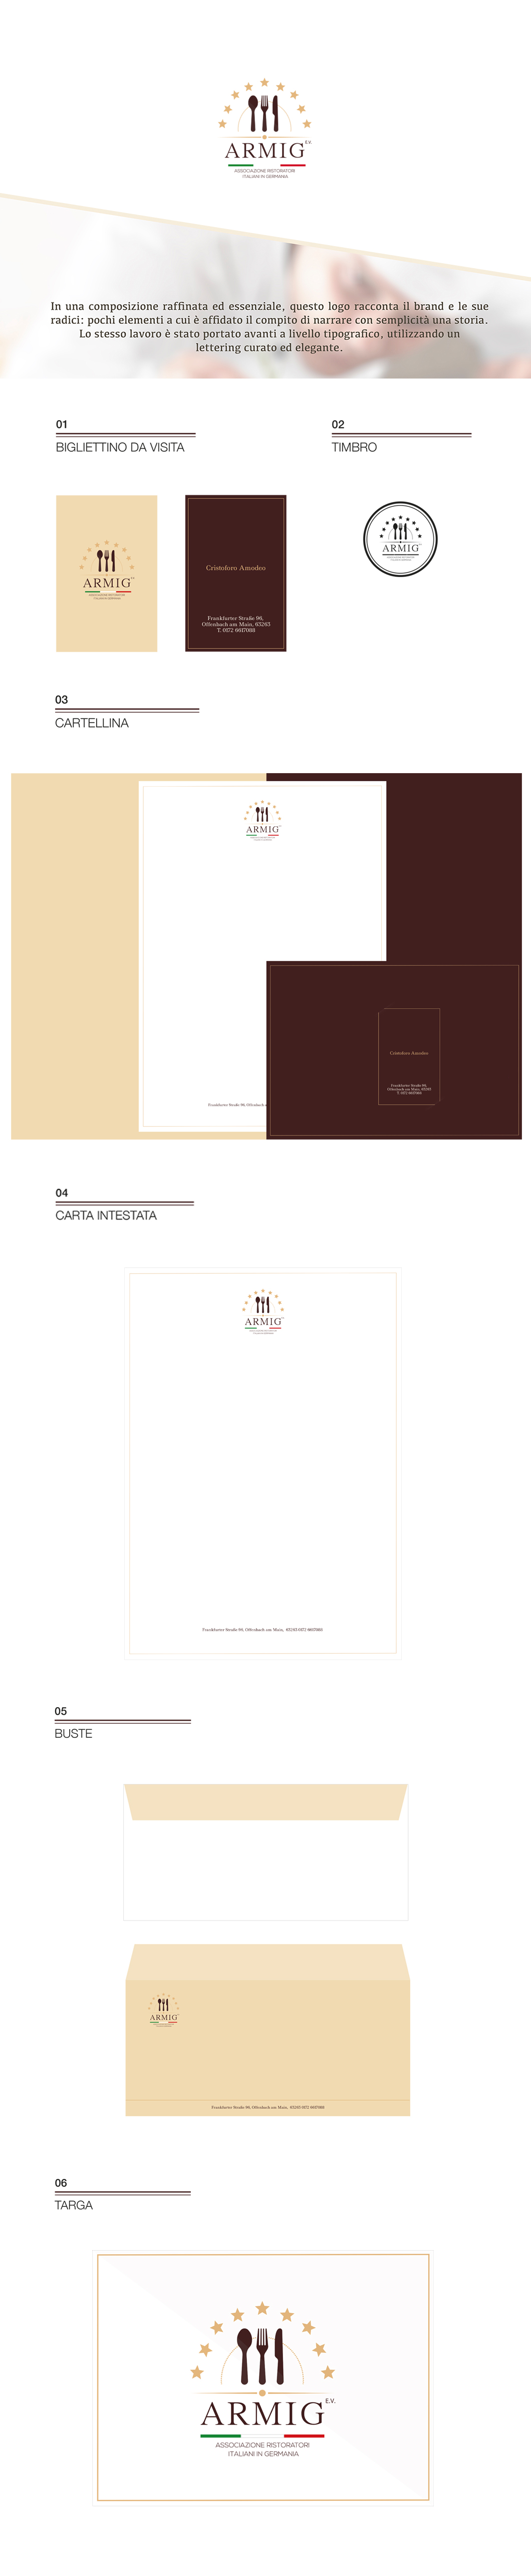 ARMIG E.V.
ASSOCIAZIONE RISTORATORI
ITALIANI IN GERMANIA
In una composizione raffinata ed essenziale, questo logo racconta il brand e le sue
radici: pochi elementi a cui è affidato il compito di narrare con semplicità una storia.
Lo stesso lavoro è stato portato avanti a livello tipografico, utilizzando un
lettering curato ed elegante.
01
BIGLIETTINO DA VISITA
02
TIMBRO
ARMIG
ASSOCIAZIONE RISTORATORI
ITALIANI IN GERMANIA
Cristoforo Amodeo
Frankfurter Straße 96,
Offenbach am Main, 63263
T. 0172 6617088
ARMIG
03
CARTELLINA
ARMIG
Cristoforo Amodeo
Frankfurter Straße 96,
Offenbach am Main, 63263
T. 0172 6617088
Frankfurter Straße 99, Offenbach a
04
CARTA INTESTATA
ARMIG
Frankfurter Straße 99, Offenbach am Main, 63263 0172 6617088
05
BUSTE
ARMIG
Frankfurter Straße 99, Offenbach am Main, 63263 0172 6617088
06
TARGA
ARMIG E.V.
ASSOCIAZIONE RISTORATORI
ITALIANI IN GERMANIA